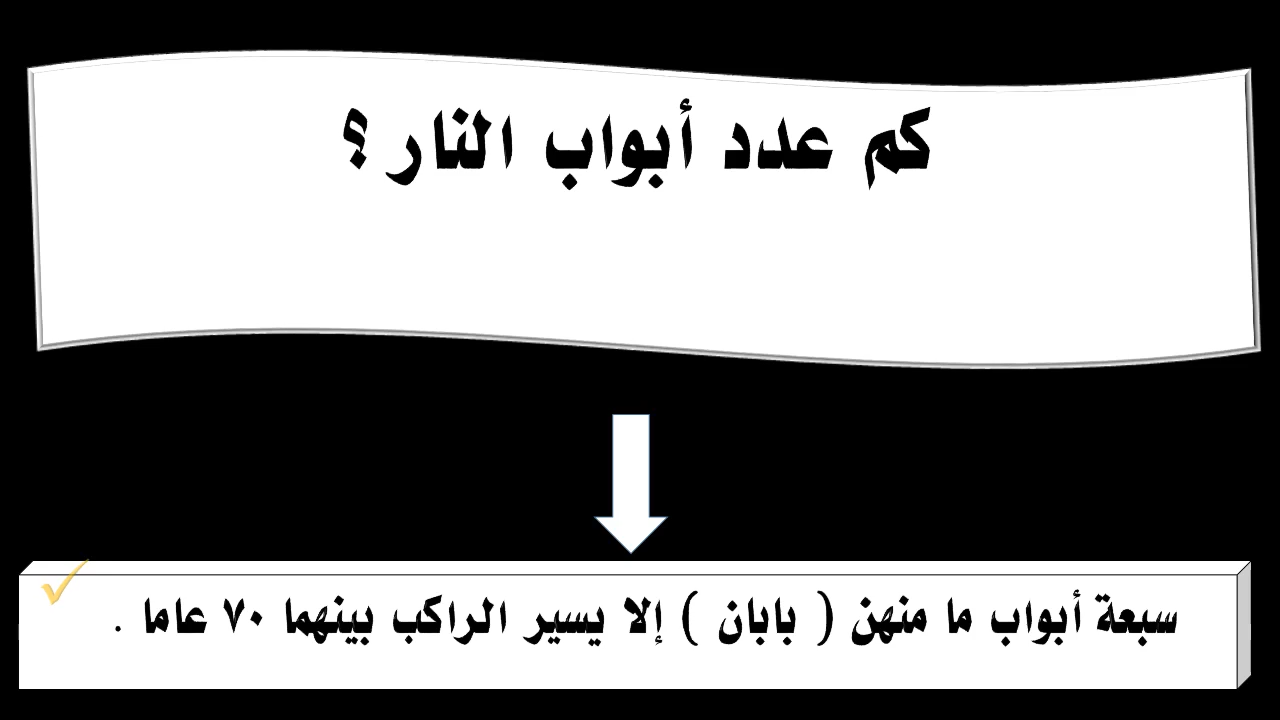 كم عدد أبواب النار ؟
سبعة أبواب ما منهن ( بابان ) إلا يسير الراكب بينهما ٧٠ عاما .